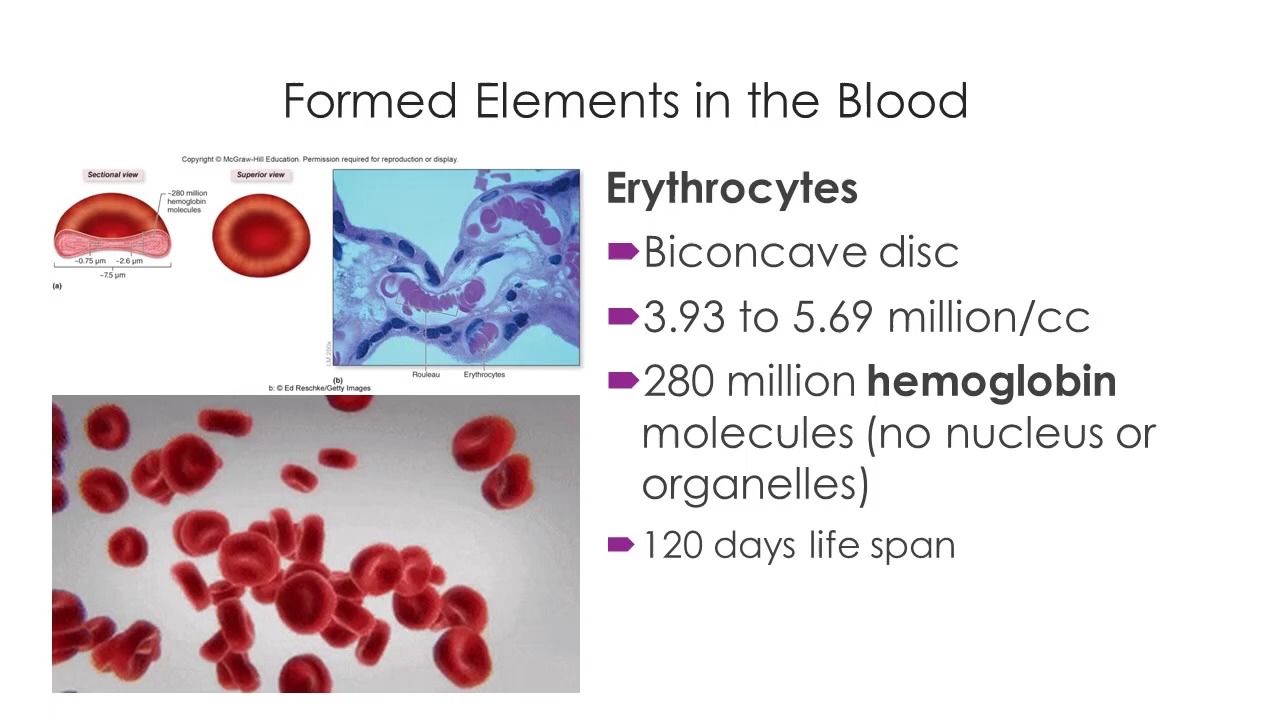 Formed Elements in the Blood
Copyright © McGraw-Hill Education. Permission required for reproduction or display.
Sectional view
Superior view
~280 million
hemoglobin
molecules
~0.75 µm
~2.6 µm
~7.5 µm
(a)
LM 250x
Rouleau
Erythrocytes
(b)
b: © Ed Reschke/Getty Images
Erythrocytes
Biconcave disc
3.93 to 5.69 million/cc
280 million hemoglobin
molecules (no nucleus or
organelles)
120 days life span